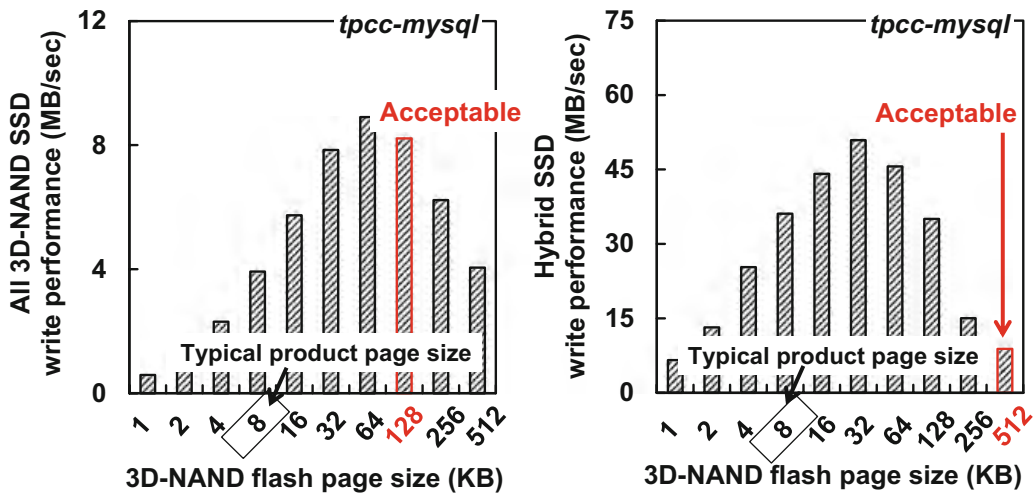 All 3D-NAND SSD
write performance (MB/sec)
12
8
4
0
tpcc-mysql
Acceptable
Typical product page size
1 2 4 8 16 32 64 128 256 512
3D-NAND flash page size (KB)
Hybrid SSD
write performance (MB/sec)
75
60
45
30
15
0
tpcc-mysql
Acceptable
Typical product page size
1 2 4 8 16 32 64 128 256 512
3D-NAND flash page size (KB)